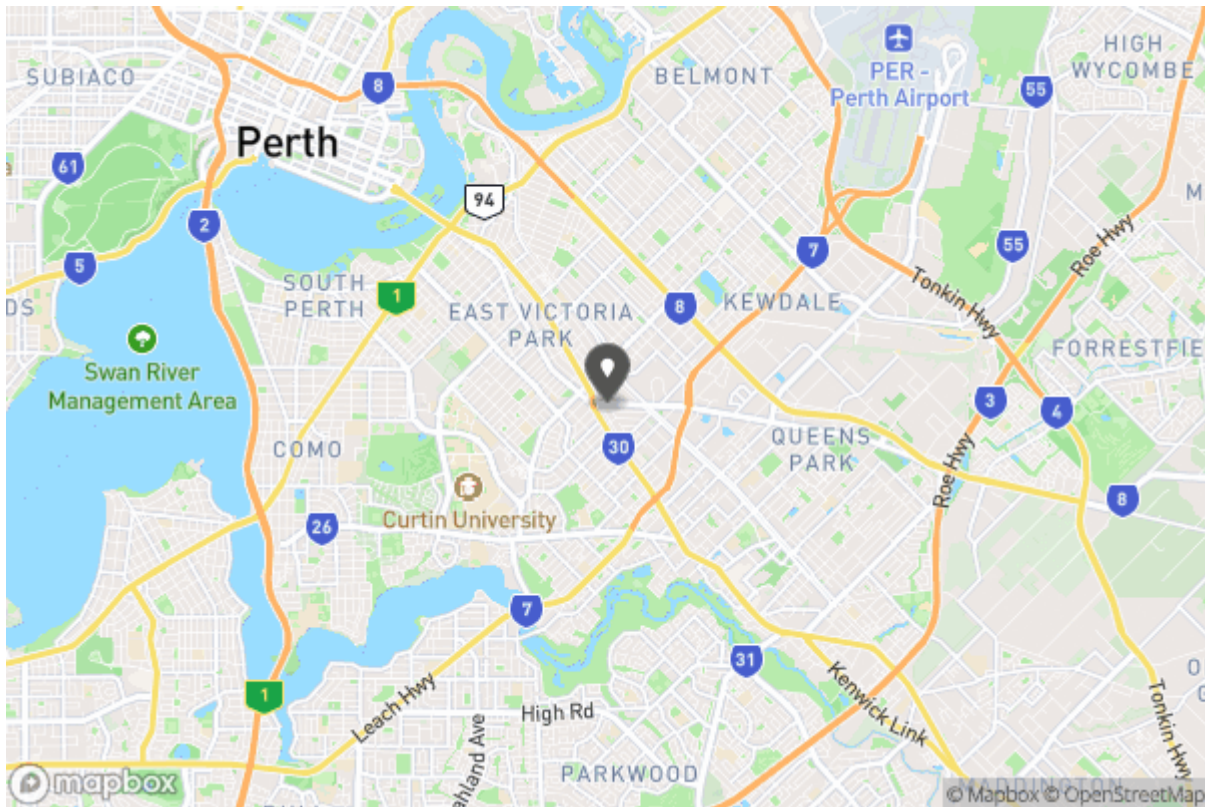 SUBIACO
8
BELMONT
PER -
Perth Airport
HIGH
WYCOMBE
55
Perth
61
94
2
5
SOUTH
PERTH
1
EAST VICTORIA
PARK
8
KEWDALE
7
55
Roe Hwy
Tonkin Hwy
FORRESTFIE
Swan River
Management Area
COMO
30
QUEENS
PARK
3
4
Roe Hwy
8
Curtin University
26
7
31
1
Leach Hwy
High Rd
Kenwick Link
Tonkin Hwy
ahland Ave
PARKWOOD
MADDINGTON
mapbox
© Mapbox © OpenStreetMap